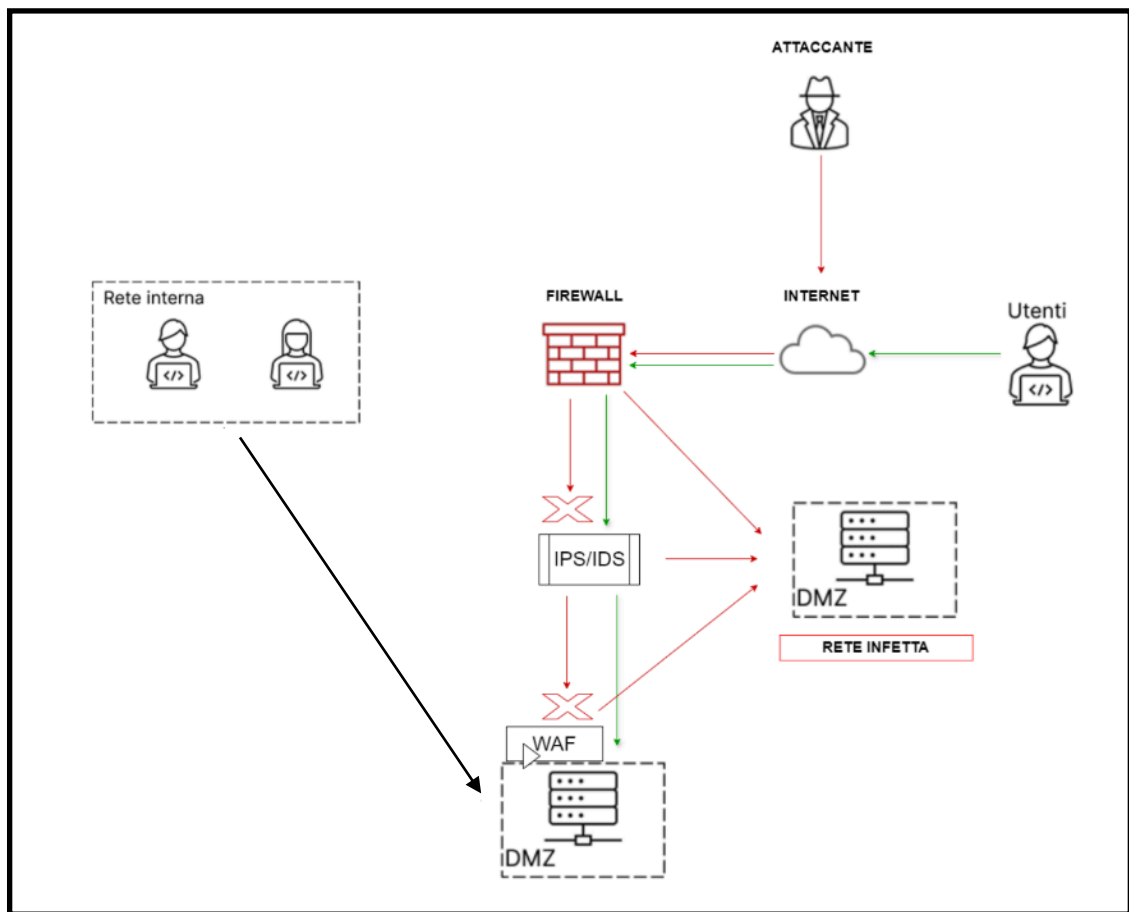 ATTACCANTE
Rete interna
</>
</>
FIREWALL
INTERNET
Utenti
</>
IPS/IDS
DMZ
RETE INFETTA
WAF
DMZ